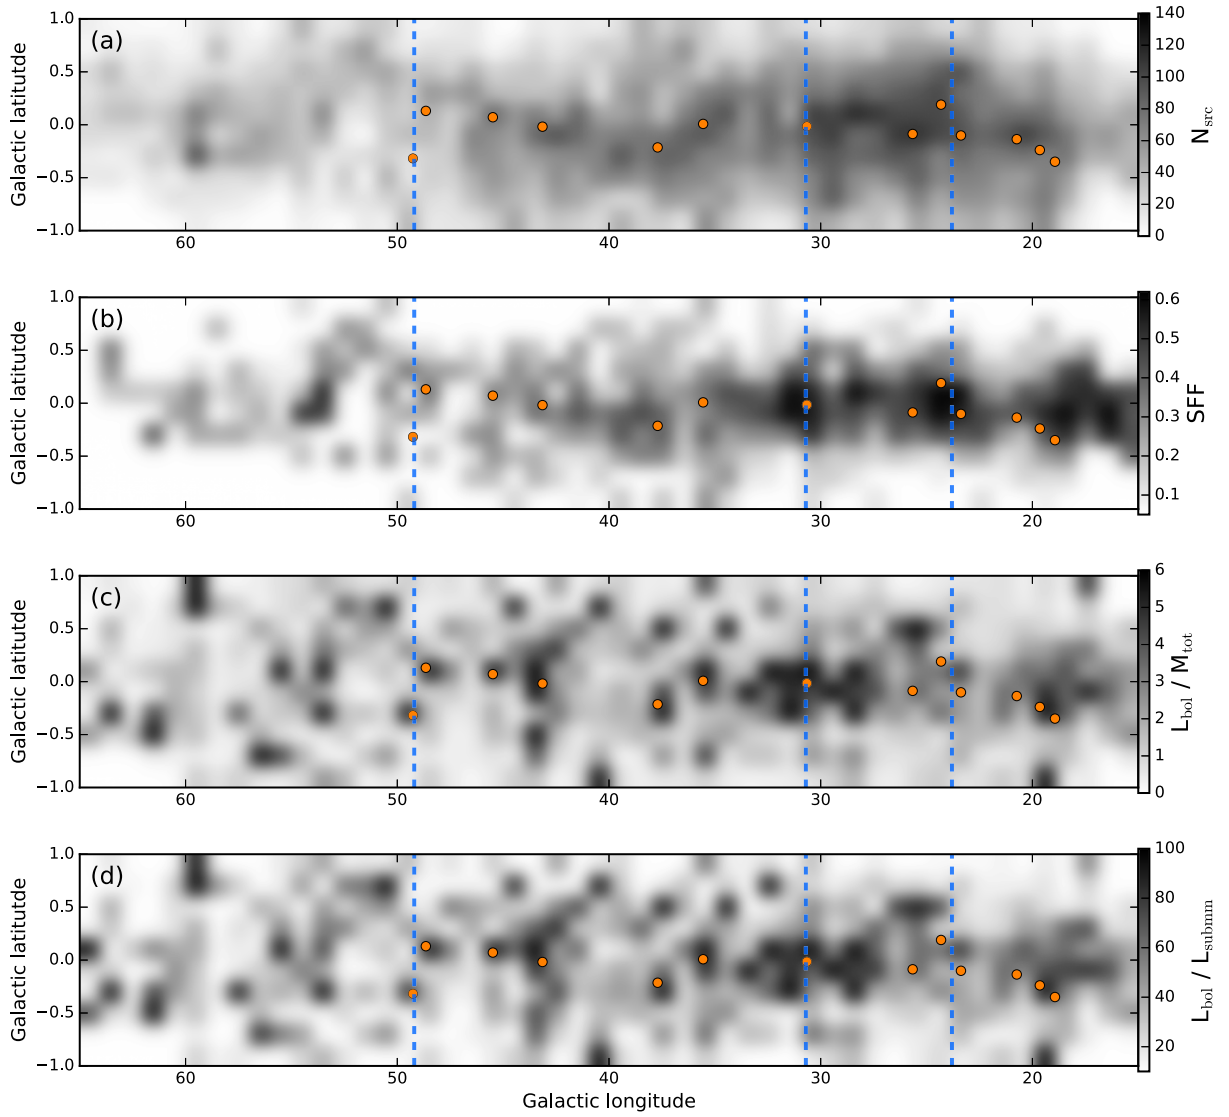 (a)
Galactic latitutde
1.0
0.5
0.0
−0.5
−1.0
60 50 40 30 20
140
120
100
80
60
40
20
0
N_src
(b)
Galactic latitutde
1.0
0.5
0.0
−0.5
−1.0
60 50 40 30 20
0.6
0.5
0.4
0.3
0.2
0.1
SFF
(c)
Galactic latitutde
1.0
0.5
0.0
−0.5
−1.0
60 50 40 30 20
6
5
4
3
2
1
0
L_bol / M_tot
(d)
Galactic latitutde
1.0
0.5
0.0
−0.5
−1.0
60 50 40 30 20
100
80
60
40
20
L_bol / L_submm
Galactic longitude